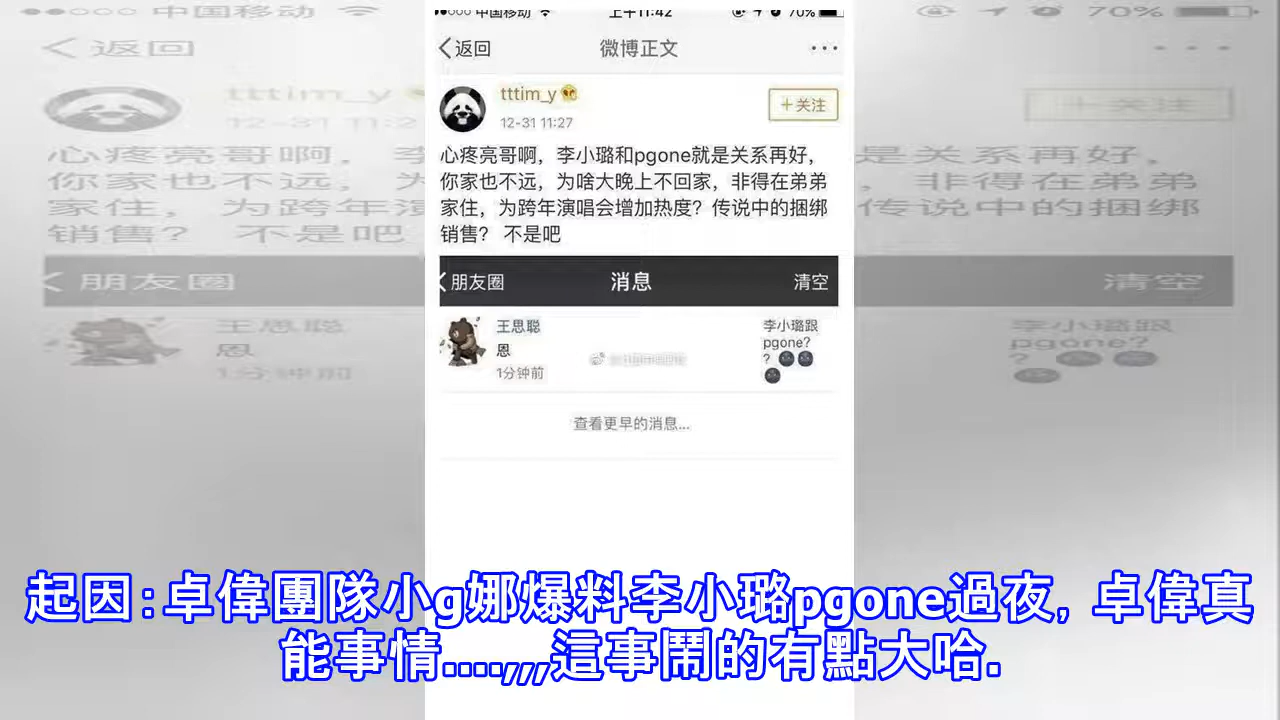 中国移动 上午11:42 70%
返回 微博正文
tttim_y
12-31 11:27
+关注
心疼亮哥啊，李小璐和pgone就是关系再好，
你家也不远，为啥大晚上不回家，非得在弟弟
家住，为跨年演唱会增加热度？传说中的捆绑
销售？ 不是吧
朋友圈 消息 清空
王思聪
恩
1分钟前
李小璐跟
pgone?
?
查看更早的消息...
起因:卓偉團隊小g娜爆料李小璐pgone過夜, 卓偉真
能事情....,,,這事鬧的有點大哈.